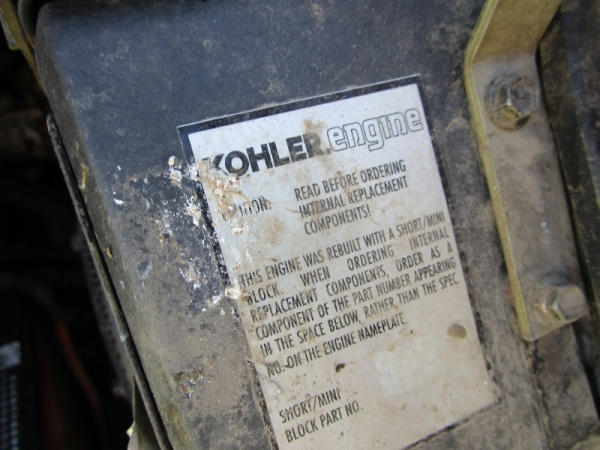 KOHLER engine
READ BEFORE ORDERING
INTERNAL REPLACEMENT
COMPONENTS!
THIS ENGINE WAS REBUILT WITH A SHORT/MINI
BLOCK. WHEN ORDERING INTERNAL
REPLACEMENT COMPONENTS, ORDER AS A
COMPONENT OF THE PART NUMBER APPEARING
IN THE SPACE BELOW, RATHER THAN THE SPEC
NO. ON THE ENGINE NAMEPLATE.
SHORT/MINI
BLOCK PART NO.